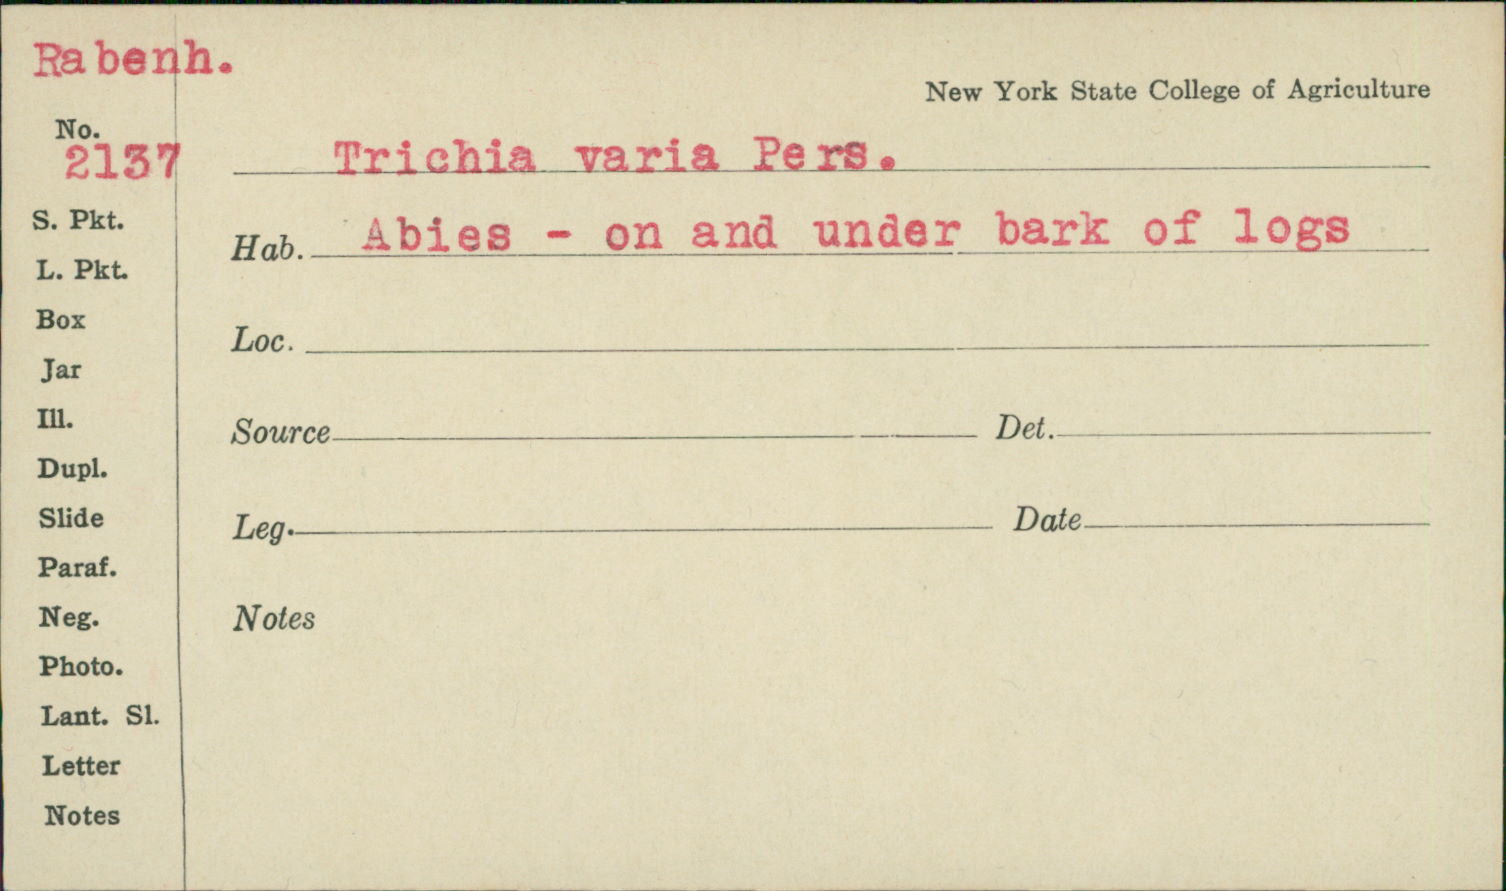 Rabenh.
New York State College of Agriculture
No.
2137
Trichia varia Pers.
S. Pkt.
Hab. Abies - on and under bark of logs
L. Pkt.
Box
Loc.
Jar
Ill.
Source Det.
Dupl.
Slide
Leg. Date
Paraf.
Neg.
Notes
Photo.
Lant. Sl.
Letter
Notes